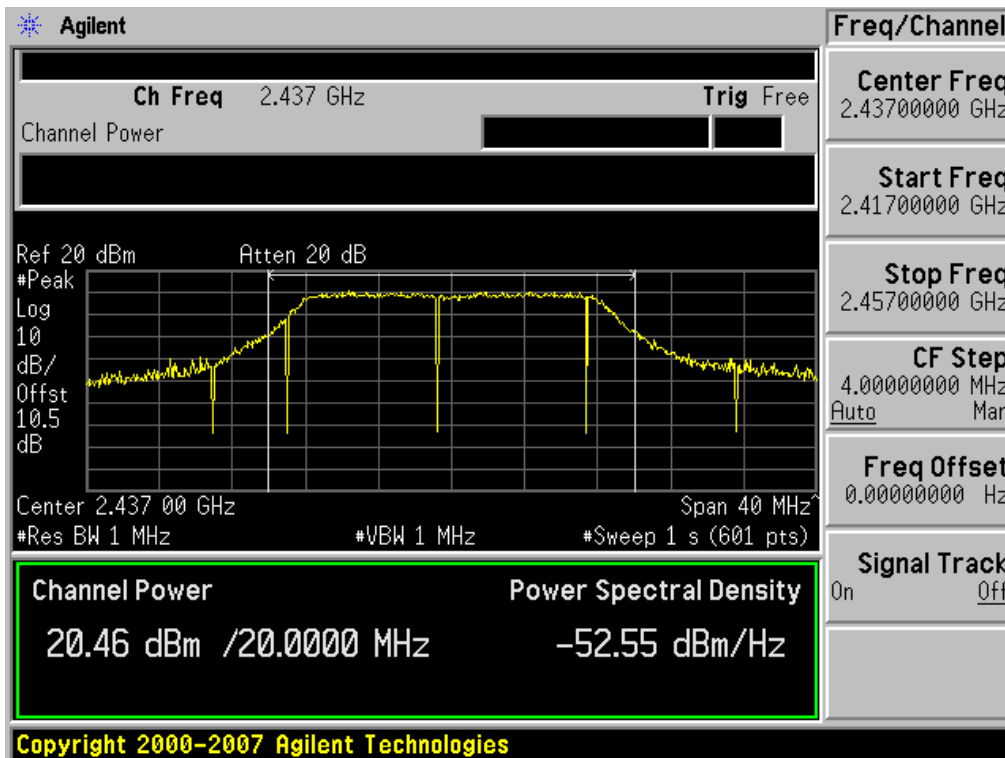 Agilent
Freq/Channel
Ch Freq 2.437 GHz Trig Free
Channel Power
Center Freq
2.43700000 GHz
Start Freq
2.41700000 GHz
Stop Freq
2.45700000 GHz
CF Step
4.00000000 MHz
Auto Man
Freq Offset
0.00000000 Hz
Signal Track
On Off
Ref 20 dBm Atten 20 dB
#Peak
Log
10
dB/
Offst
10.5
dB
Center 2.437 00 GHz Span 40 MHz^
#Res BW 1 MHz #VBW 1 MHz #Sweep 1 s (601 pts)
Channel Power Power Spectral Density
20.46 dBm /20.0000 MHz -52.55 dBm/Hz
Copyright 2000-2007 Agilent Technologies